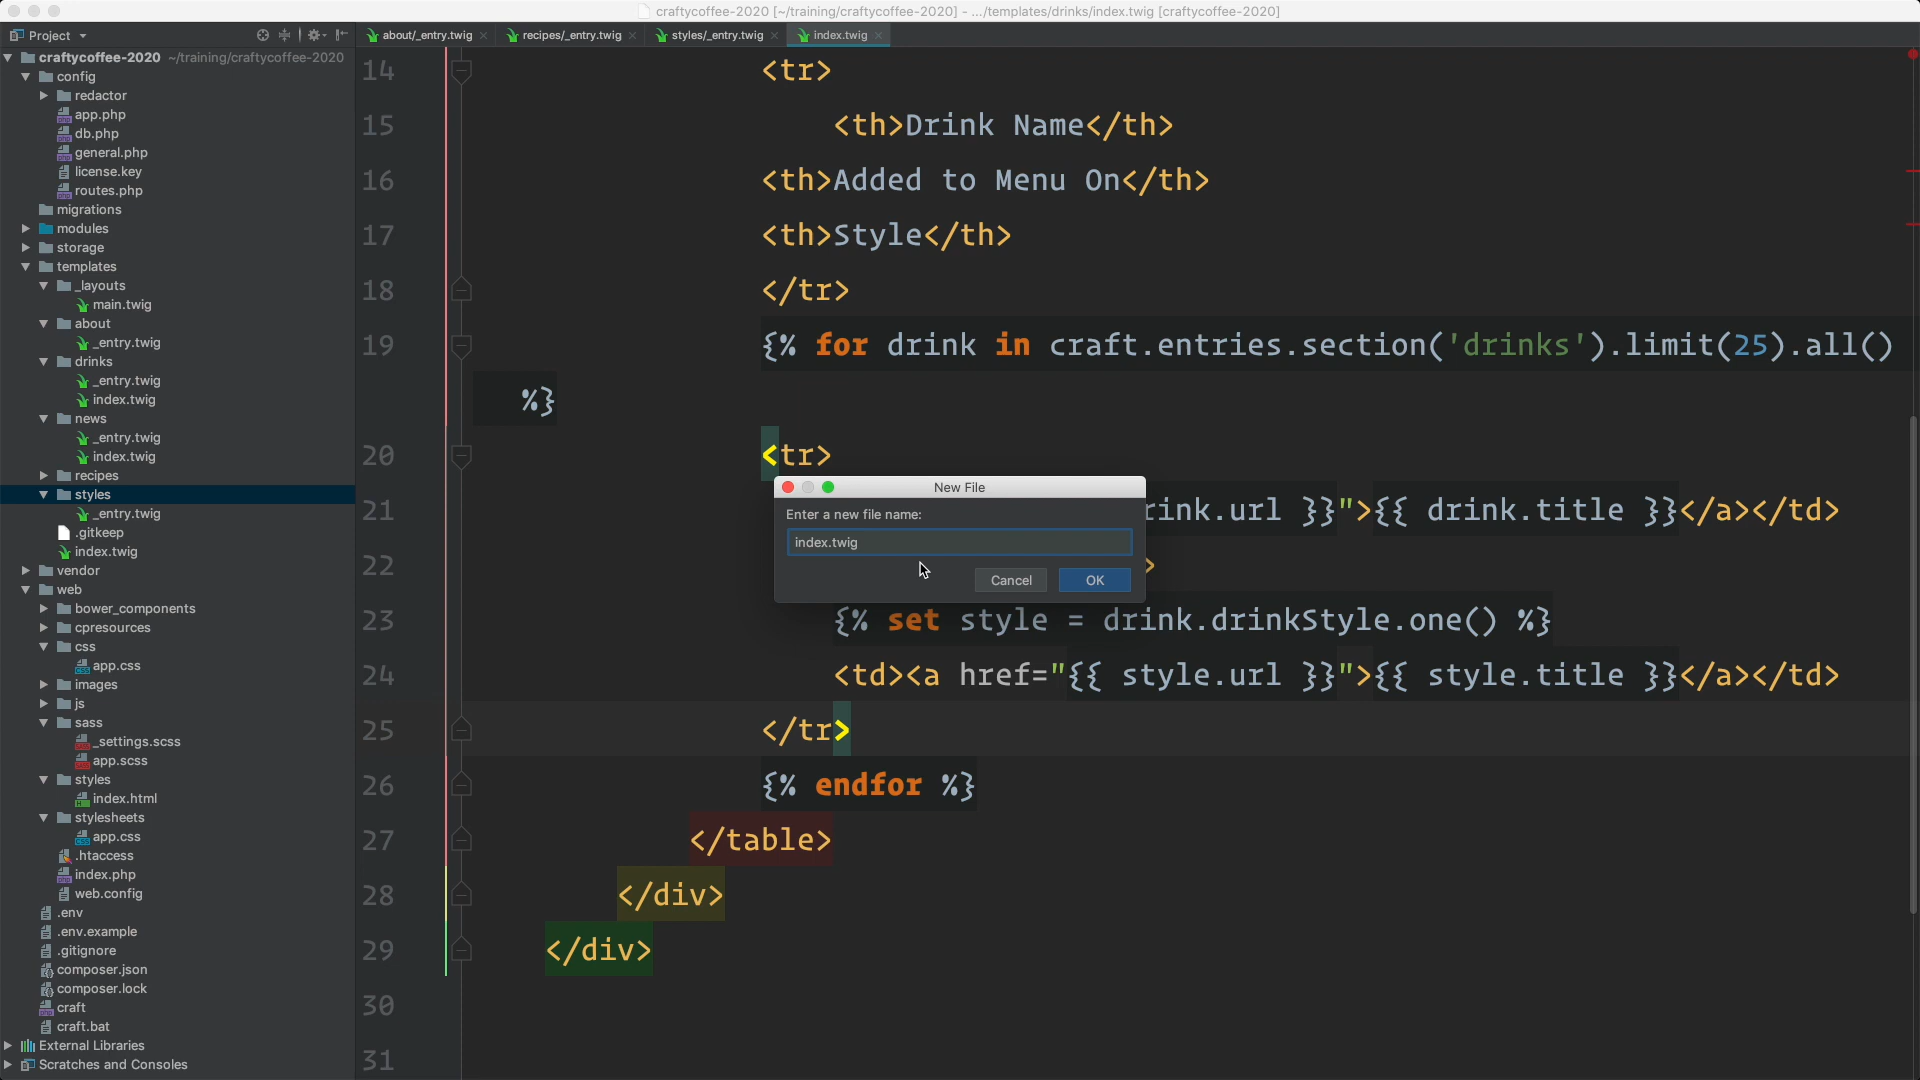 craftycoffee-2020 [~/training/craftycoffee-2020] - .../templates/drinks/index.twig [craftycoffee-2020]
Project
about/_entry.twig
recipes/_entry.twig
styles/_entry.twig
index.twig
craftycoffee-2020 ~/training/craftycoffee-2020
config
redactor
app.php
db.php
general.php
license.key
routes.php
migrations
modules
storage
templates
_layouts
main.twig
about
_entry.twig
drinks
_entry.twig
index.twig
news
_entry.twig
index.twig
recipes
styles
_entry.twig
.gitkeep
index.twig
vendor
web
bower_components
cpresources
css
app.css
images
js
sass
_settings.scss
app.scss
styles
index.html
stylesheets
app.css
.htaccess
index.php
web.config
.env
.env.example
.gitignore
composer.json
composer.lock
craft
craft.bat
External Libraries
Scratches and Consoles
14 <tr>
15 <th>Drink Name</th>
16 <th>Added to Menu On</th>
17 <th>Style</th>
18 </tr>
19 {% for drink in craft.entries.section('drinks').limit(25).all()
%}
20 <tr>
21 rink.url }}">{{ drink.title }}</a></td>
22 >
23 {% set style = drink.drinkStyle.one() %}
24 <td><a href="{{ style.url }}">{{ style.title }}</a></td>
25 </tr>
26 {% endfor %}
27 </table>
28 </div>
29 </div>
30
31
New File
Enter a new file name:
index.twig
Cancel
OK